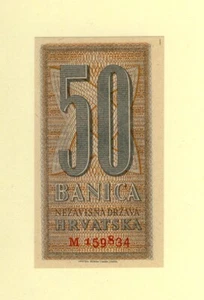 50
BANICA
NEZAVISNA DRŽAVA
HRVATSKA
M 159834